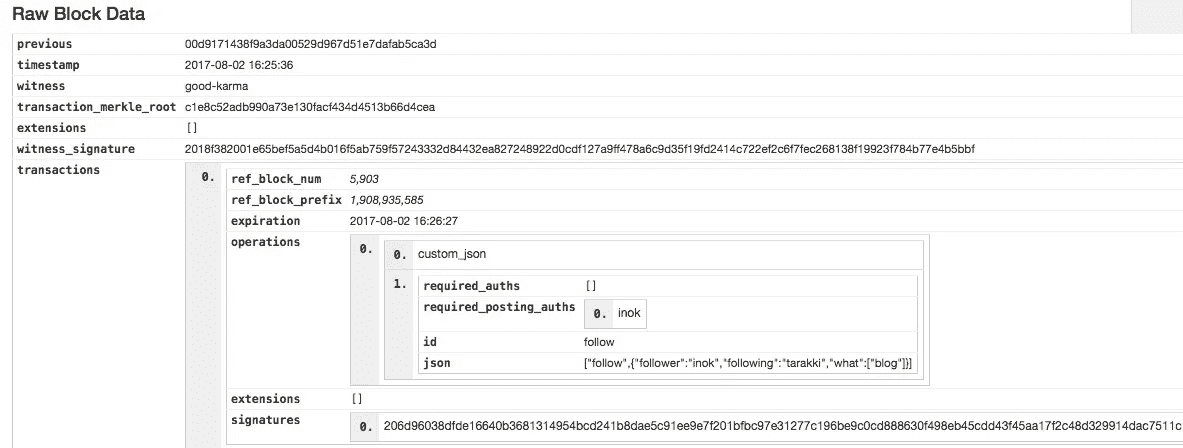 Raw Block Data
previous 00d9171438f9a3da00529d967d51e7dafab5ca3d
timestamp 2017-08-02 16:25:36
witness good-karma
transaction_merkle_root c1e8c52adb990a73e130facf434d4513b66d4cea
extensions []
witness_signature 2018f382001e65bef5a5d4b016f5ab759f57243332d84432ea827248922d0cdf127a9ff478a6c9d35f19fd2414c722ef2c6f7fec268138f19923f784b77e4b5bbf
transactions 0. ref_block_num 5,903
ref_block_prefix 1,908,935,585
expiration 2017-08-02 16:26:27
operations 0. 0. custom_json
1. required_auths []
required_posting_auths 0. inok
id follow
json ["follow",{"follower":"inok","following":"tarakki","what":["blog"]}]
extensions []
signatures 0. 206d96038dfde16640b3681314954bcd241b8dae5c91ee9e7f201bfbc97e31277c196be9c0cd888630f498eb45cdd43f45aa17f2c48d329914dac7511c